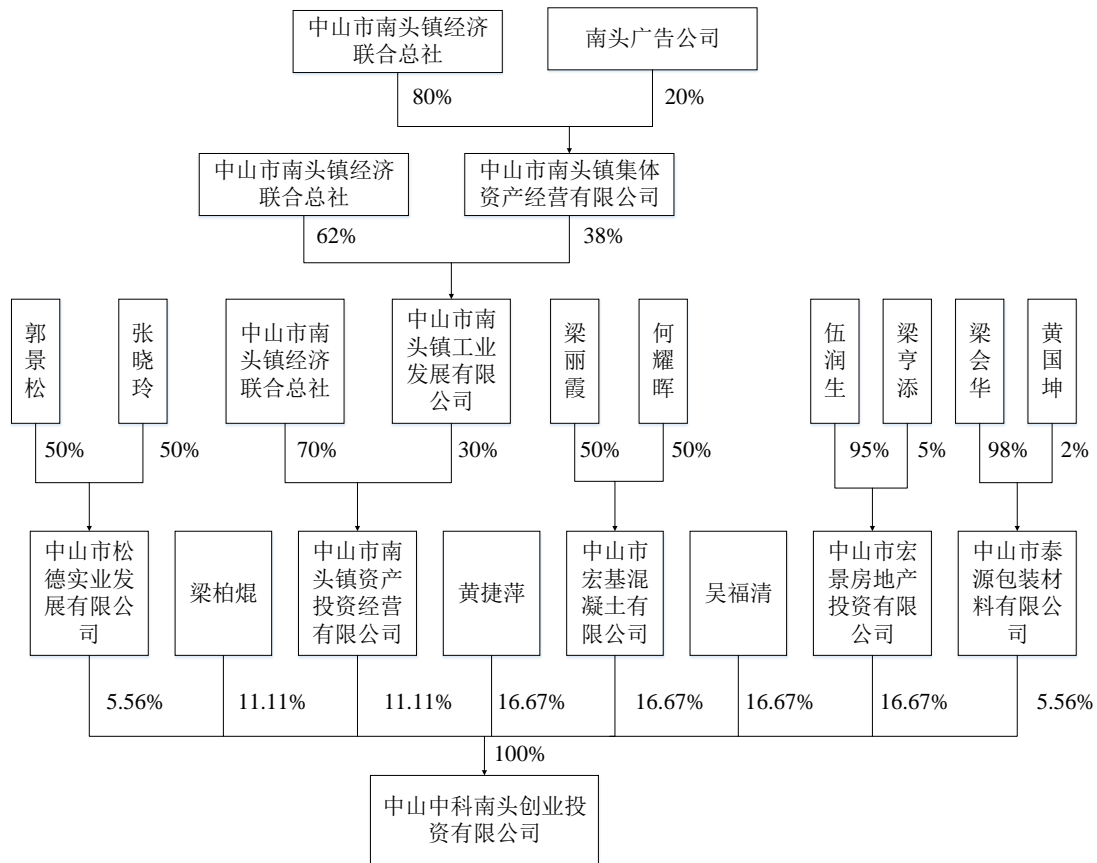 中山市南头镇经济
联合总社
南头广告公司
80%
20%
中山市南头镇经济
联合总社
中山市南头镇集体
资产经营有限公司
62%
38%
郭景松
张晓玲
中山市南
头镇经济
联合总社
中山市南
头镇工业
发展有限
公司
梁丽霞
何耀晖
伍润生
梁亨添
梁会华
黄国坤
50%
50%
70%
30%
50%
50%
95%
5%
98%
2%
中山市松
德实业发
展有限公
司
梁柏焜
中山市南
头镇资产
投资经营
有限公司
黄捷萍
中山市
宏基混
凝土有
限公司
吴福清
中山市宏
景房地产
投资有限
公司
中山市泰
源包装材
料有限公
司
5.56%
11.11%
11.11%
16.67%
16.67%
16.67%
16.67%
5.56%
100%
中山中科南头创业投
资有限公司